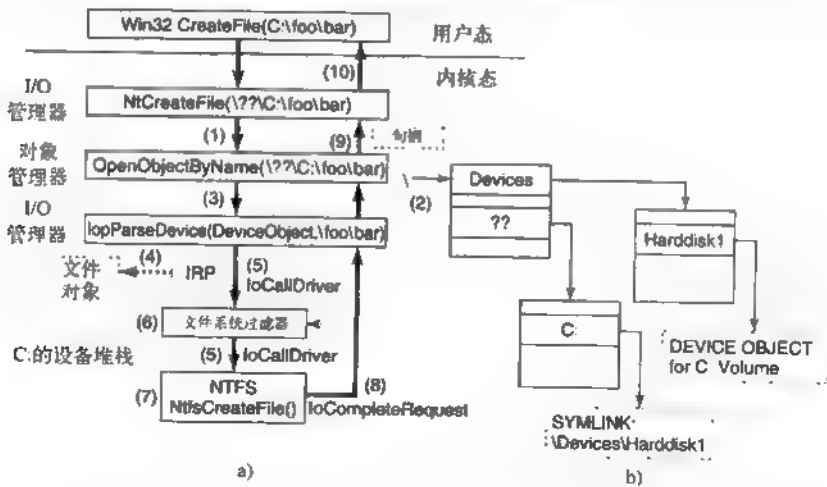 Win32 CreateFile(C:\foo\bar)
用户态
(10)
内核态
I/O
管理器
NtCreateFile(\??\C:\foo\bar)
(1)
(9)
句柄
对象
管理器
OpenObjectByName(\??\C:\foo\bar)
\
(2)
Devices
??
(3)
I/O
管理器
IopParseDevice(DeviceObject,\foo\bar)
Harddisk1
文件
对象
(4)
IRP
(5)
IoCallDriver
(6)
文件系统过滤器
C:
C:的设备堆栈
(5)
IoCallDriver
DEVICE OBJECT
for C Volume
(7)
NTFS
NtfsCreateFile()
(8)
IoCompleteRequest
SYMLINK
\Devices\Harddisk1
a)
b)